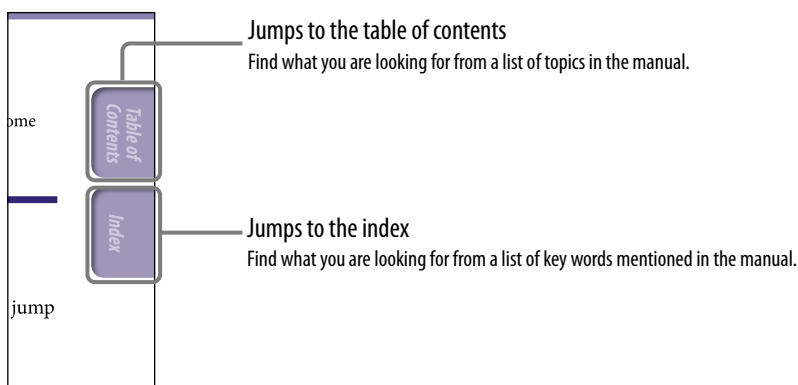 Jumps to the table of contents
Find what you are looking for from a list of topics in the manual.
Table of
Contents
ome
Index
Jumps to the index
Find what you are looking for from a list of key words mentioned in the manual.
jump